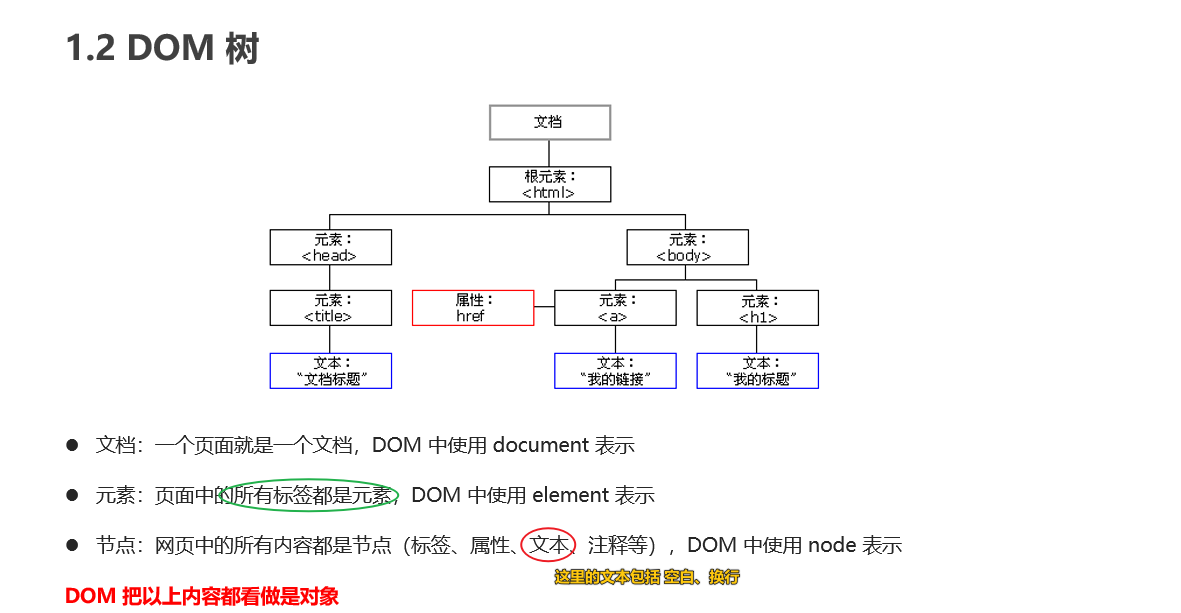 1.2 DOM 树
文档
根元素：
<html>
元素：
<head>
元素：
<body>
元素：
<title>
属性：
href
元素：
<a>
元素：
<h1>
文本：
“文档标题”
文本：
“我的链接”
文本：
“我的标题”
● 文档：一个页面就是一个文档，DOM 中使用 document 表示
● 元素：页面中的所有标签都是元素，DOM 中使用 element 表示
● 节点：网页中的所有内容都是节点（标签、属性、文本、注释等），DOM 中使用 node 表示
这里的文本包括 空白、换行
DOM 把以上内容都看做是对象